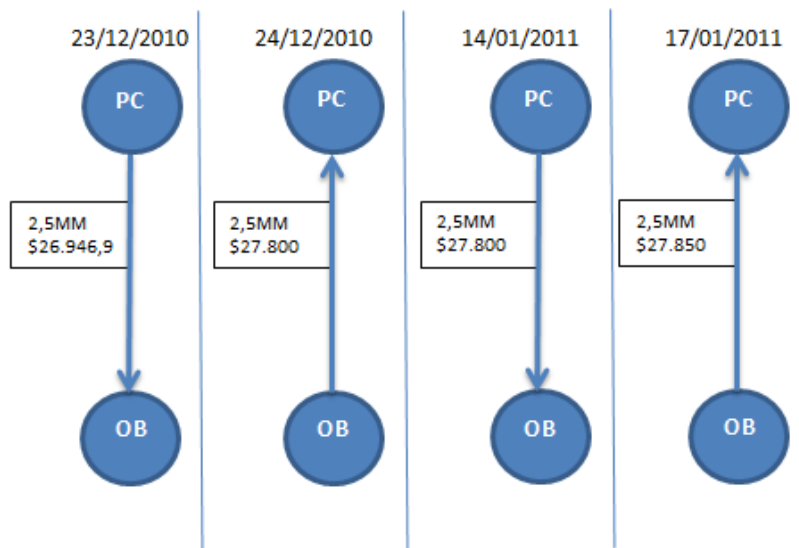 23/12/2010
24/12/2010
14/01/2011
17/01/2011
PC
PC
PC
PC
2,5MM
$26.946,9
2,5MM
$27.800
2,5MM
$27.800
2,5MM
$27.850
OB
OB
OB
OB